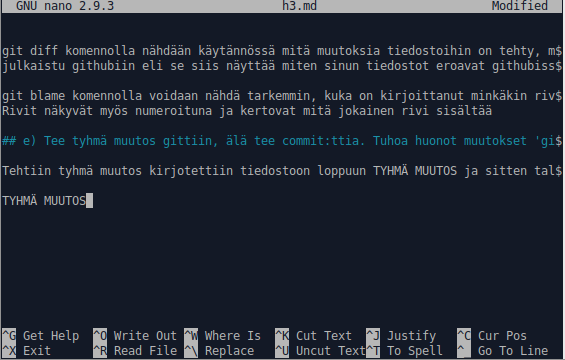 GNU nano 2.9.3 h3.md Modified
git diff komennolla nähdään käytännössä mitä muutoksia tiedostoihin on tehty, m$
julkaistu githubiin eli se siis näyttää miten sinun tiedostot eroavat githubiss$
git blame komennolla voidaan nähdä tarkemmin, kuka on kirjoittanut minkäkin riv$
Rivit näkyvät myös numeroituna ja kertovat mitä jokainen rivi sisältää
## e) Tee tyhmä muutos gittiin, älä tee commit:ttia. Tuhoa huonot muutokset 'gi$
Tehtiin tyhmä muutos kirjotettiin tiedostoon loppuun TYHMÄ MUUTOS ja sitten tal$
TYHMÄ MUUTOS
^G Get Help ^O Write Out ^W Where Is ^K Cut Text ^J Justify ^C Cur Pos
^X Exit ^R Read File ^\ Replace ^U Uncut Text ^T To Spell ^_ Go To Line